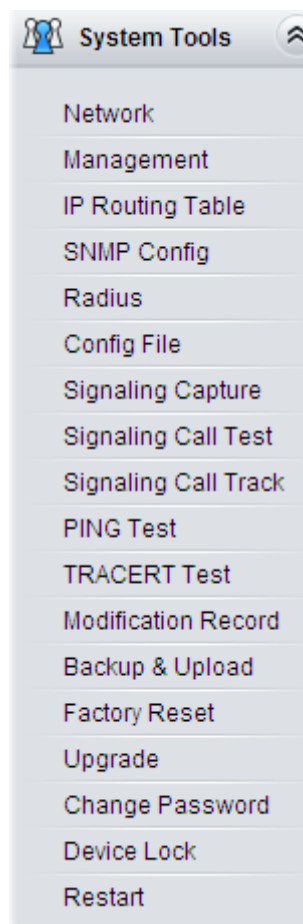 System Tools
Network
Management
IP Routing Table
SNMP Config
Radius
Config File
Signaling Capture
Signaling Call Test
Signaling Call Track
PING Test
TRACERT Test
Modification Record
Backup & Upload
Factory Reset
Upgrade
Change Password
Device Lock
Restart